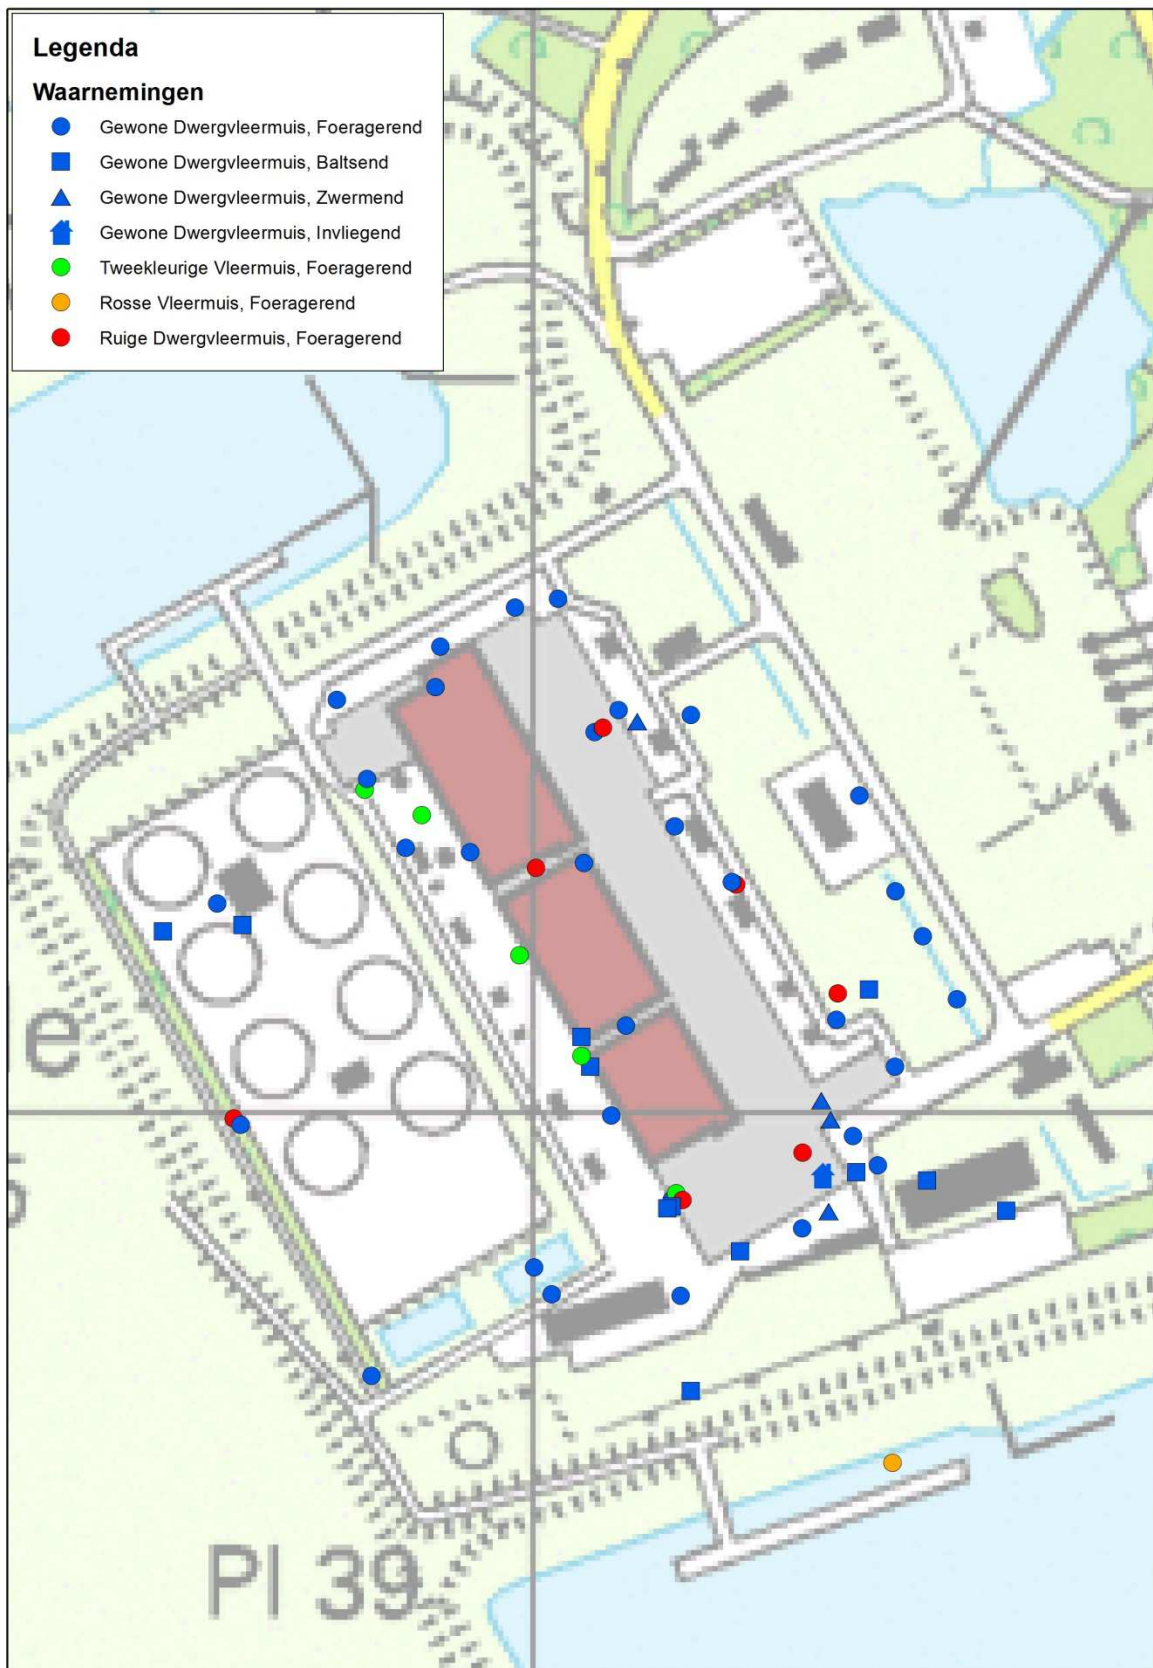 Legenda
Waarnemingen
Gewone Dwergvleermuis, Foeragerend
Gewone Dwergvleermuis, Baltsend
Gewone Dwergvleermuis, Zwermend
Gewone Dwergvleermuis, Invliegend
Tweekleurige Vleermuis, Foeragerend
Rosse Vleermuis, Foeragerend
Ruige Dwergvleermuis, Foeragerend
e
Pl 39